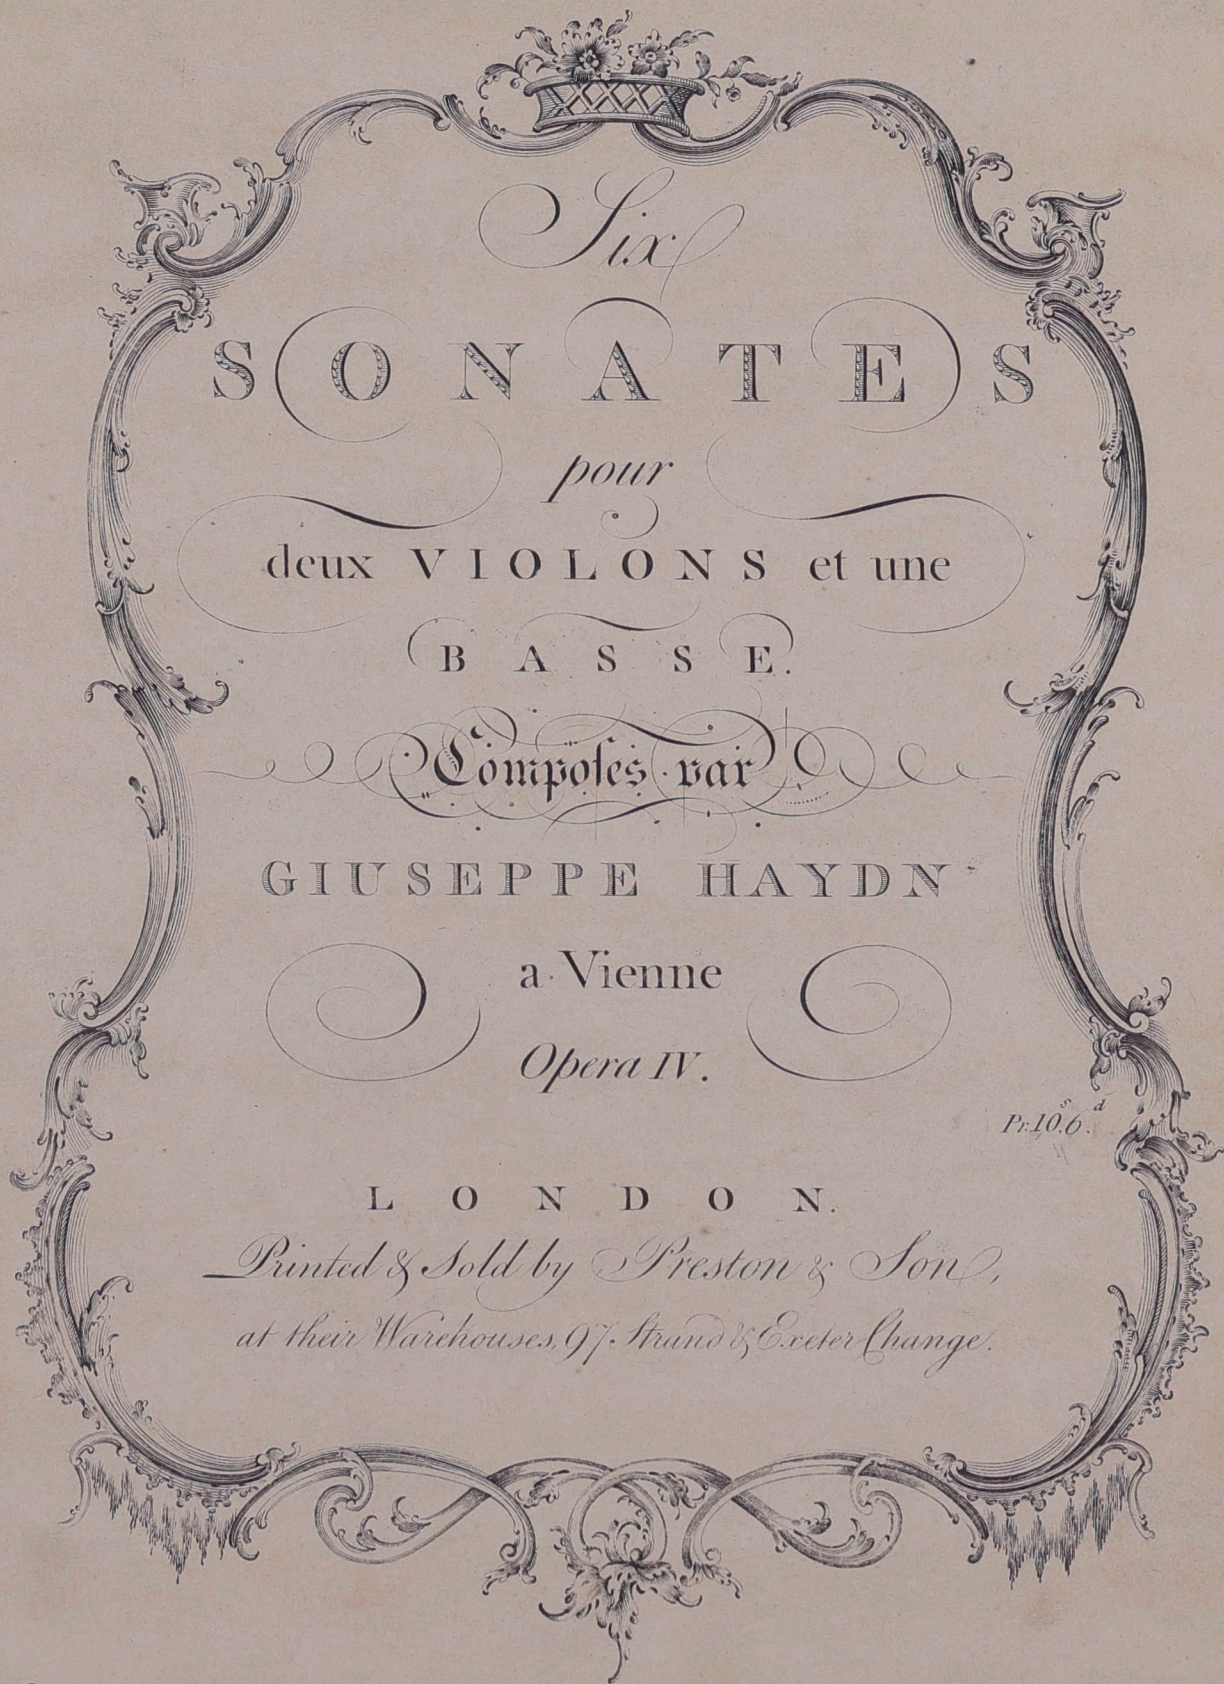 Six
SONATES
pour
deux VIOLONS et une
BASSE.
Compoſés par
GIUSEPPE HAYDN
a Vienne
Opera IV.
Pr. 10.s 6.d
LONDON.
Printed & Sold by Preston & Son,
at their Warehouses, 97 Strand & Exeter Change.